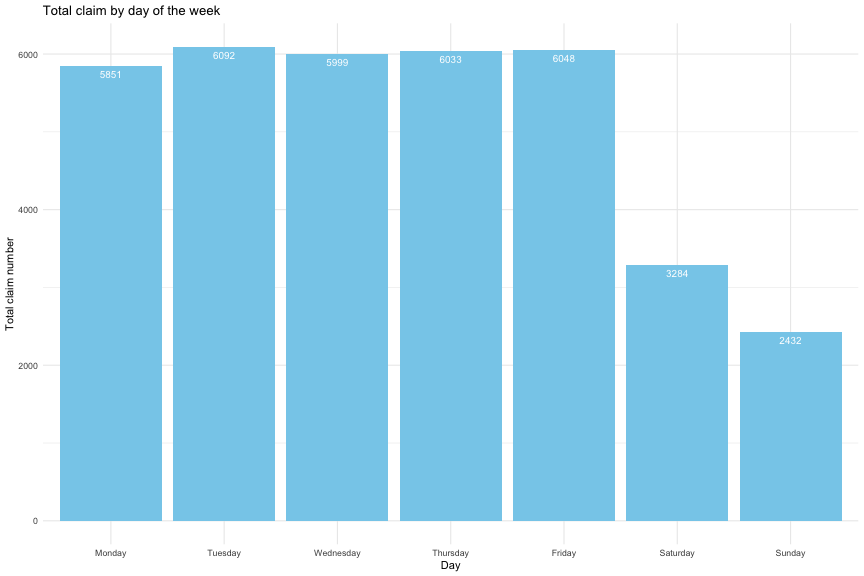 Total claim by day of the week
Total claim number
6000
4000
2000
0
5851
6092
5999
6033
6048
3284
2432
Monday
Tuesday
Wednesday
Thursday
Friday
Saturday
Sunday
Day